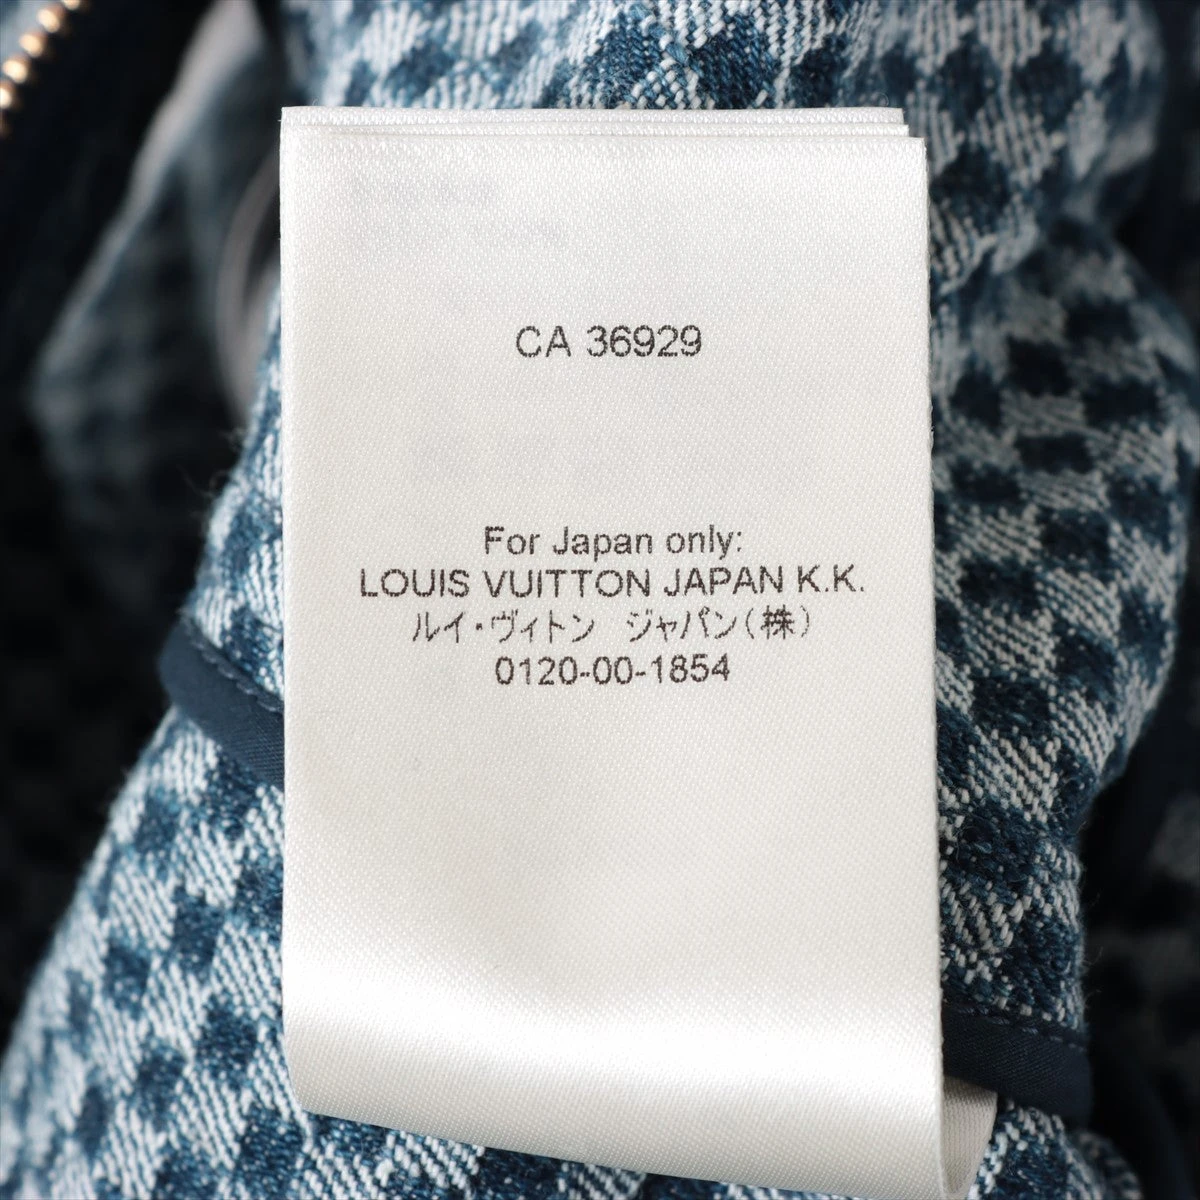 CA 36929
For Japan only:
LOUIS VUITTON JAPAN K.K.
ルイ・ヴィトン　ジャパン(株)
0120-00-1854